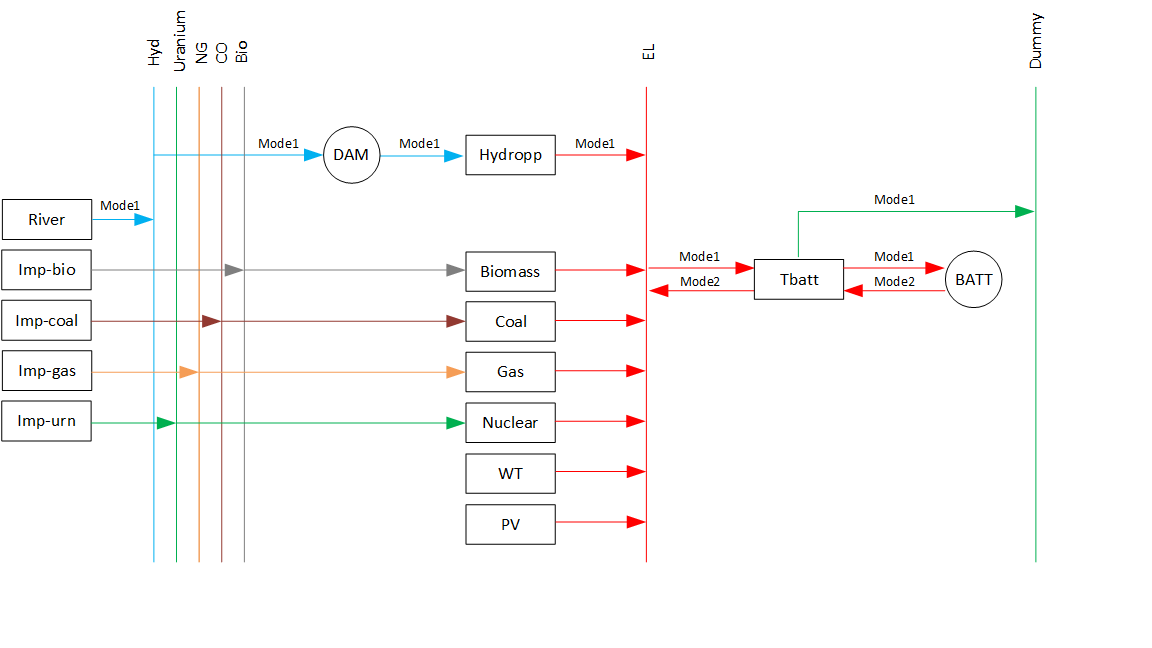 Hyd
Uranium
NG
CO
Bio
EL
Dummy
Mode1
DAM
Mode1
Hydropp
Mode1
River
Mode1
Mode1
Imp-bio
Biomass
Mode1
Mode2
Tbatt
Mode1
Mode2
BATT
Imp-coal
Coal
Imp-gas
Gas
Imp-urn
Nuclear
WT
PV